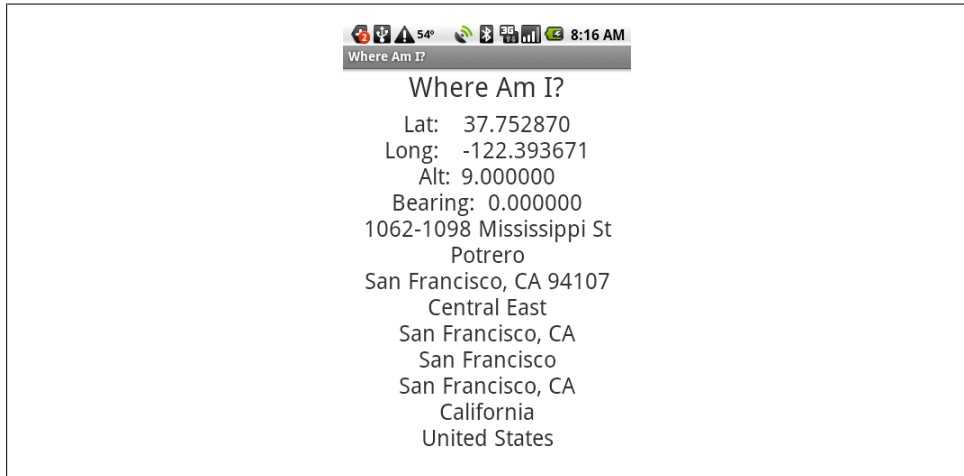 2 54° 3G 8:16 AM
Where Am I?
Where Am I?
Lat: 37.752870
Long: -122.393671
Alt: 9.000000
Bearing: 0.000000
1062-1098 Mississippi St
Potrero
San Francisco, CA 94107
Central East
San Francisco, CA
San Francisco
San Francisco, CA
California
United States